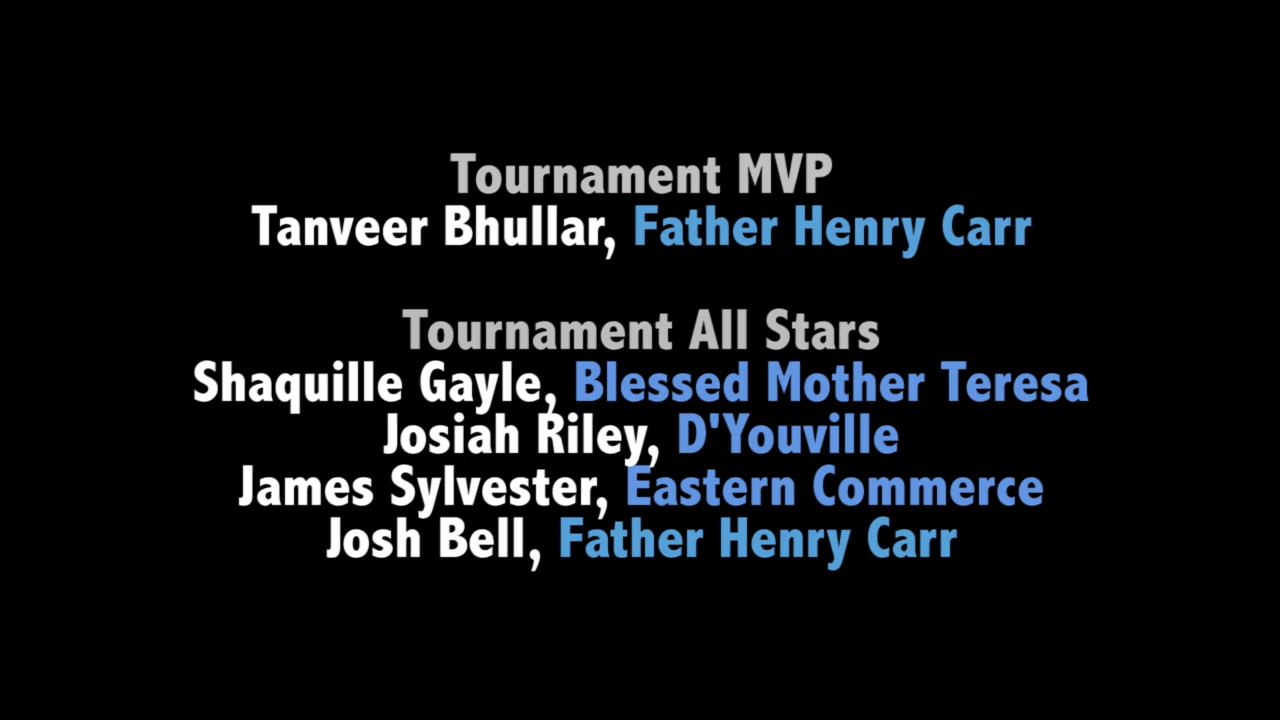 Tournament MVP
Tanveer Bhullar, Father Henry Carr
Tournament All Stars
Shaquille Gayle, Blessed Mother Teresa
Josiah Riley, D'Youville
James Sylvester, Eastern Commerce
Josh Bell, Father Henry Carr